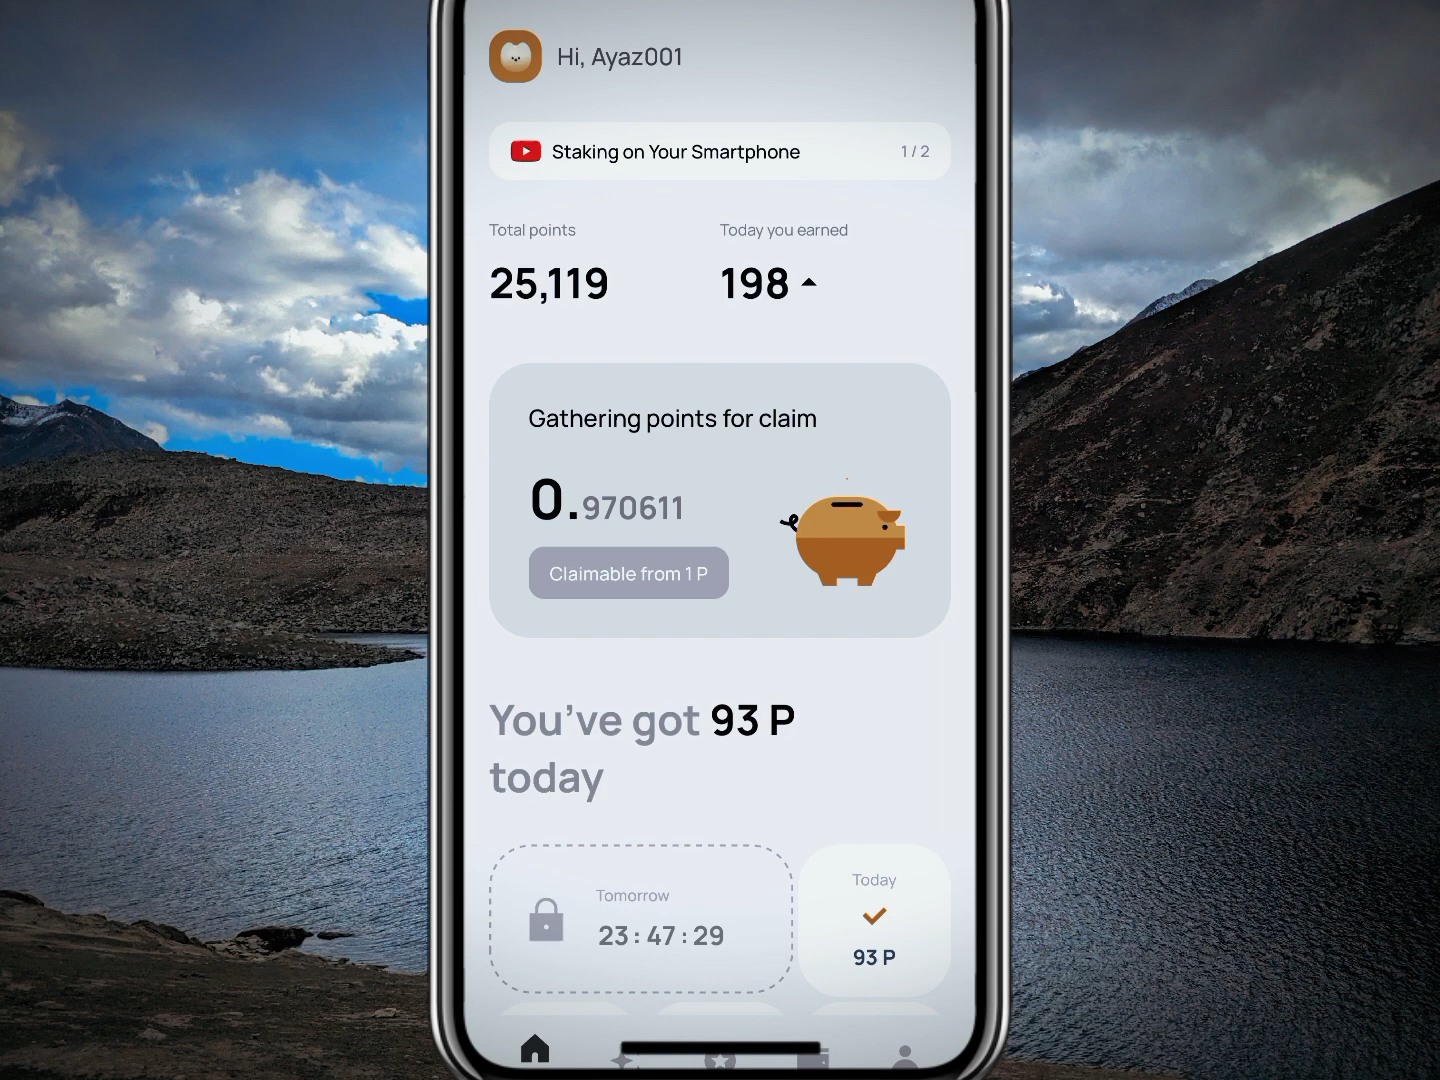 Hi, Ayaz001
Staking on Your Smartphone 1 / 2
Total points Today you earned
25,119 198
Gathering points for claim
0.970611
Claimable from 1 P
You've got 93 P
today
Today
Tomorrow
23 : 47 : 29
93 P